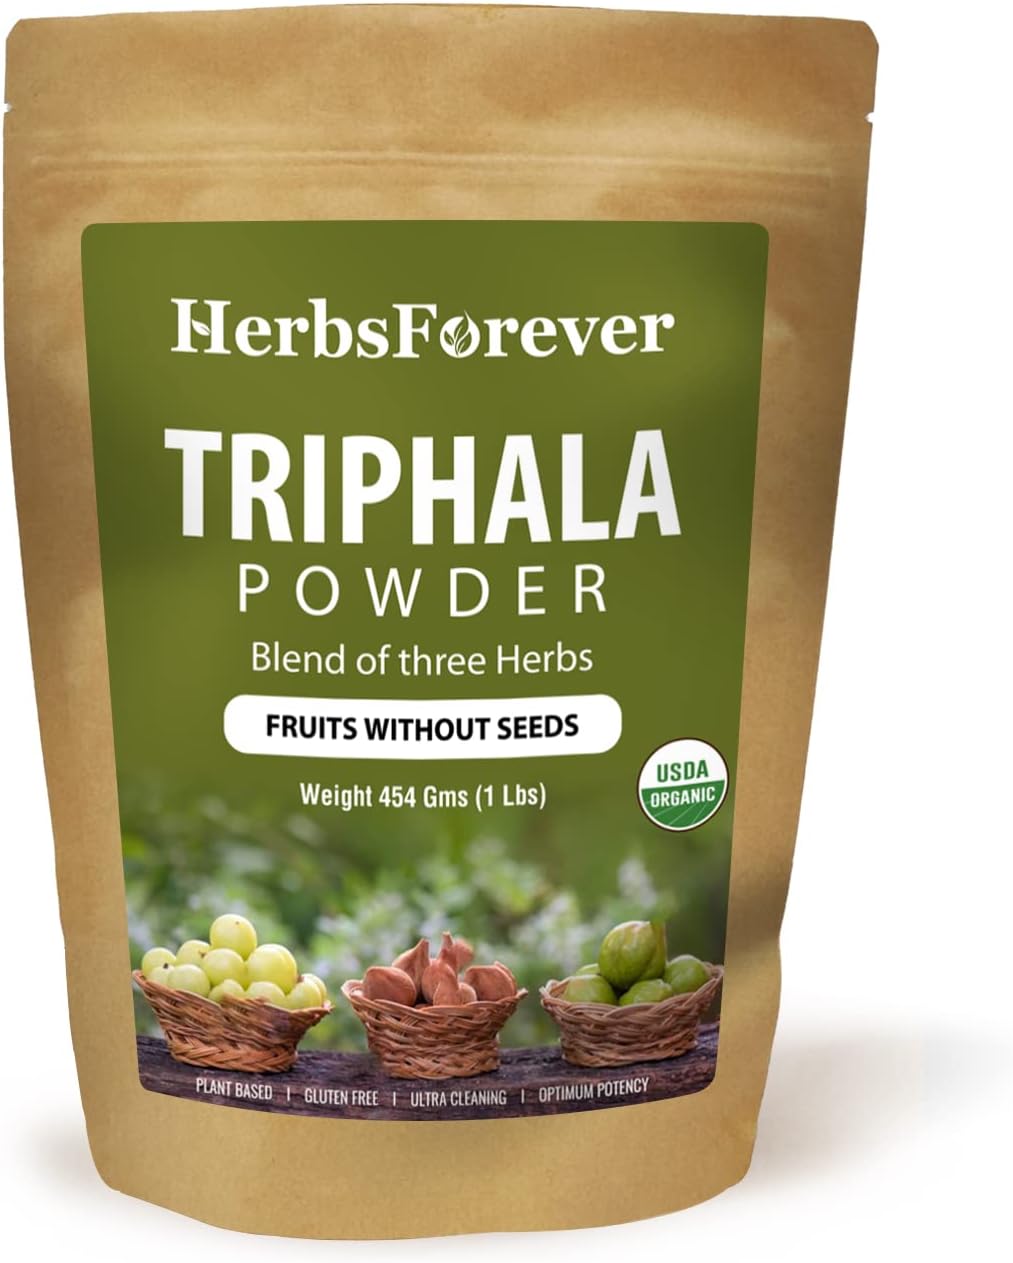 HerbsForever
TRIPHALA
POWDER
Blend of three Herbs
FRUITS WITHOUT SEEDS
Weight 454 Gms (1 Lbs)
USDA
ORGANIC
PLANT BASED | GLUTEN FREE | ULTRA CLEANING | OPTIMUM POTENCY